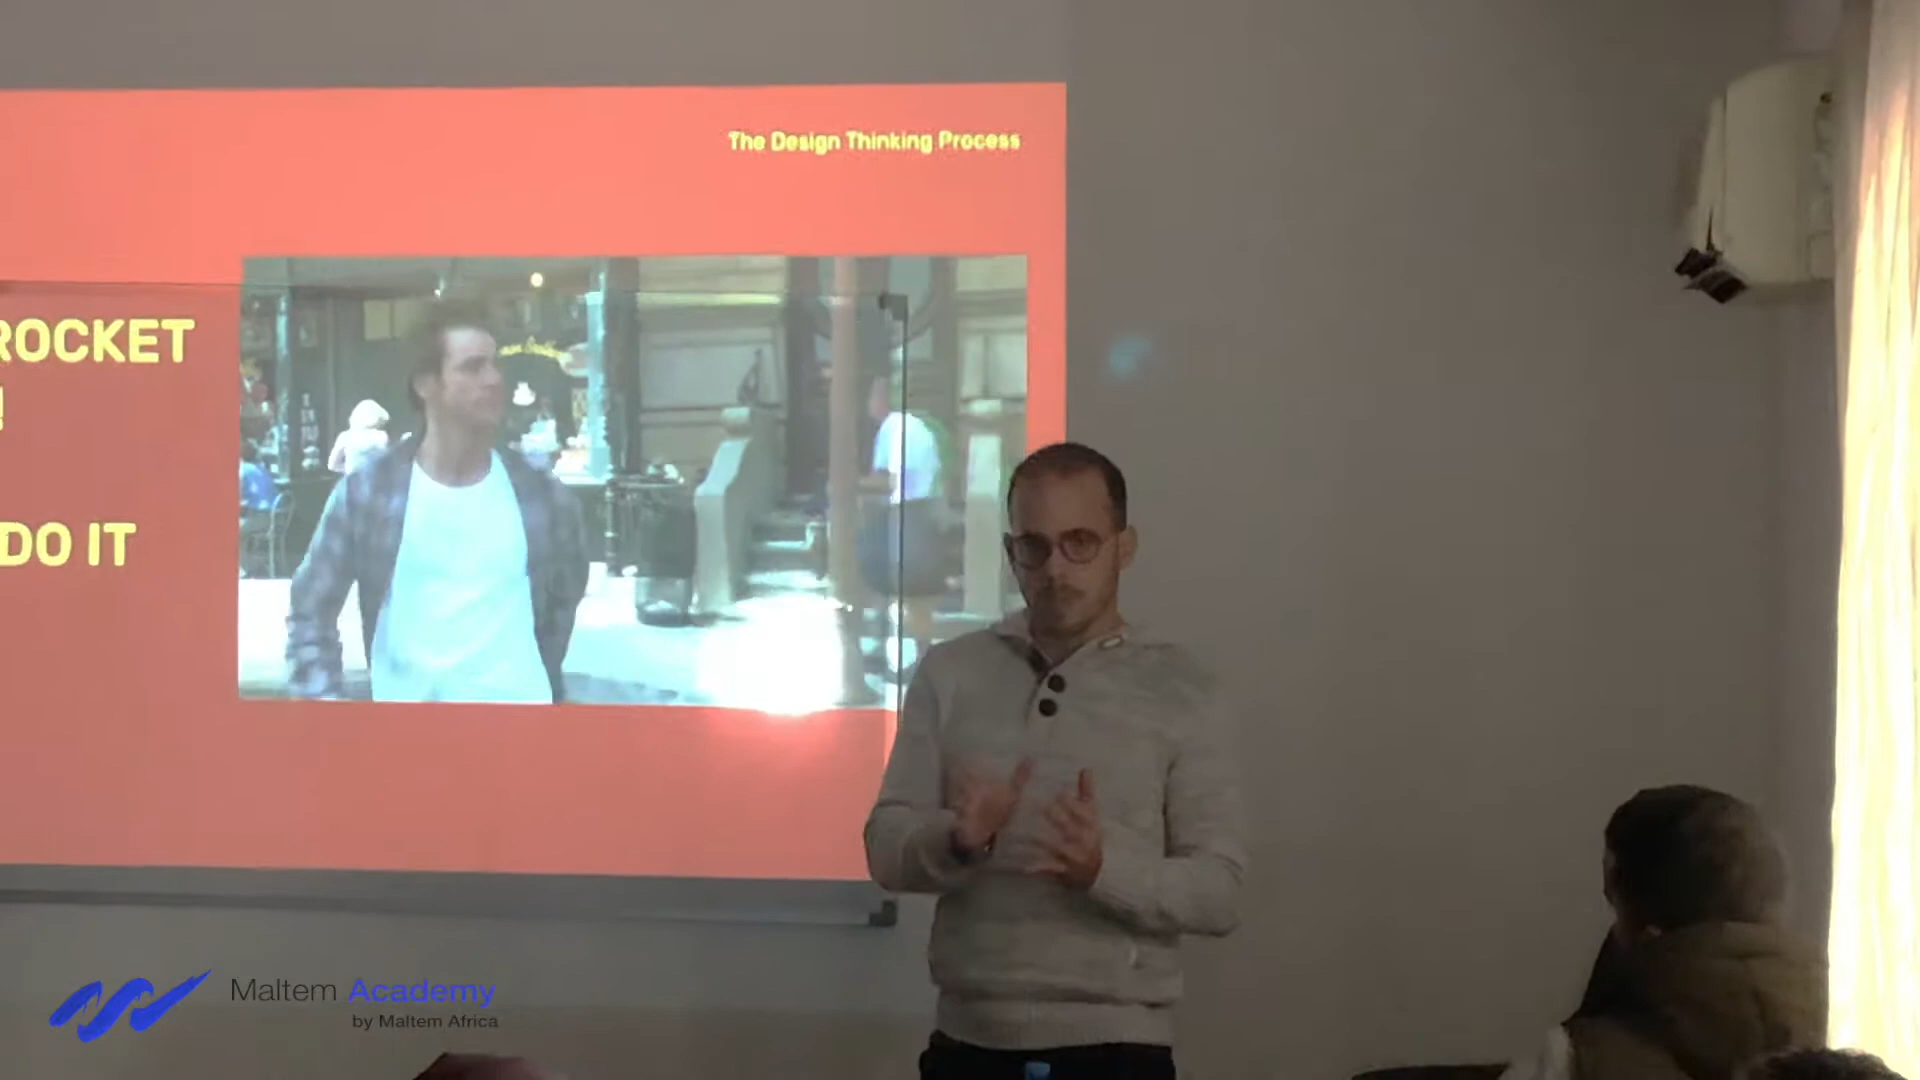 The Design Thinking Process
ROCKET
!
DO IT
Maltem Academy
by Maltem Africa